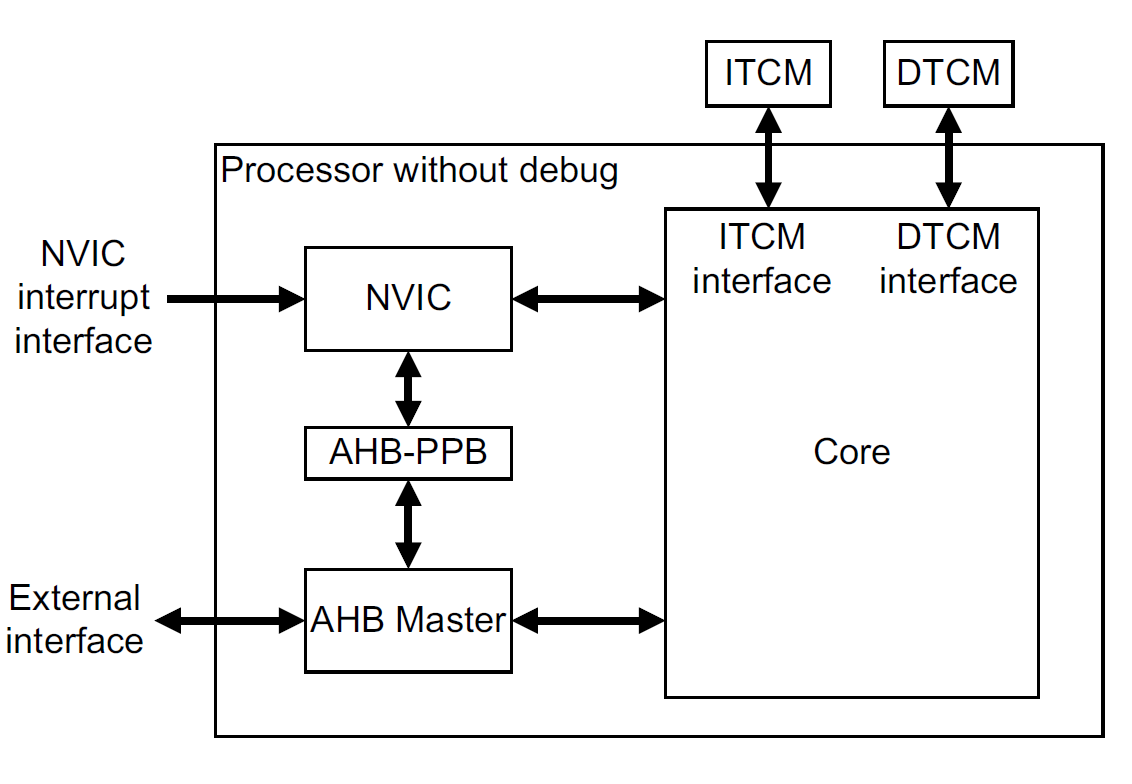 ITCM
DTCM
Processor without debug
NVIC
interrupt
interface
NVIC
ITCM
interface
DTCM
interface
AHB-PPB
Core
External
interface
AHB Master